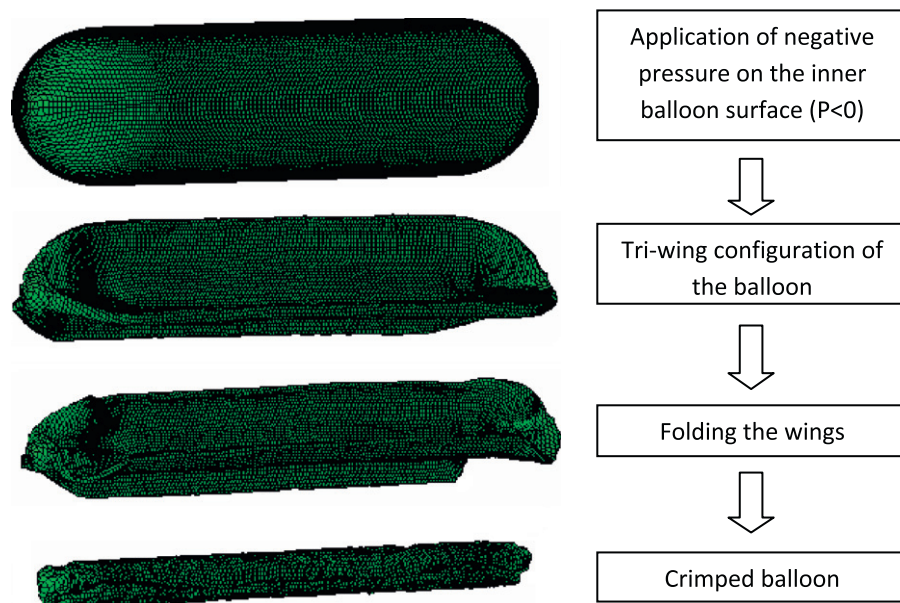 Application of negative
pressure on the inner
balloon surface (P<0)
Tri-wing configuration of
the balloon
Folding the wings
Crimped balloon